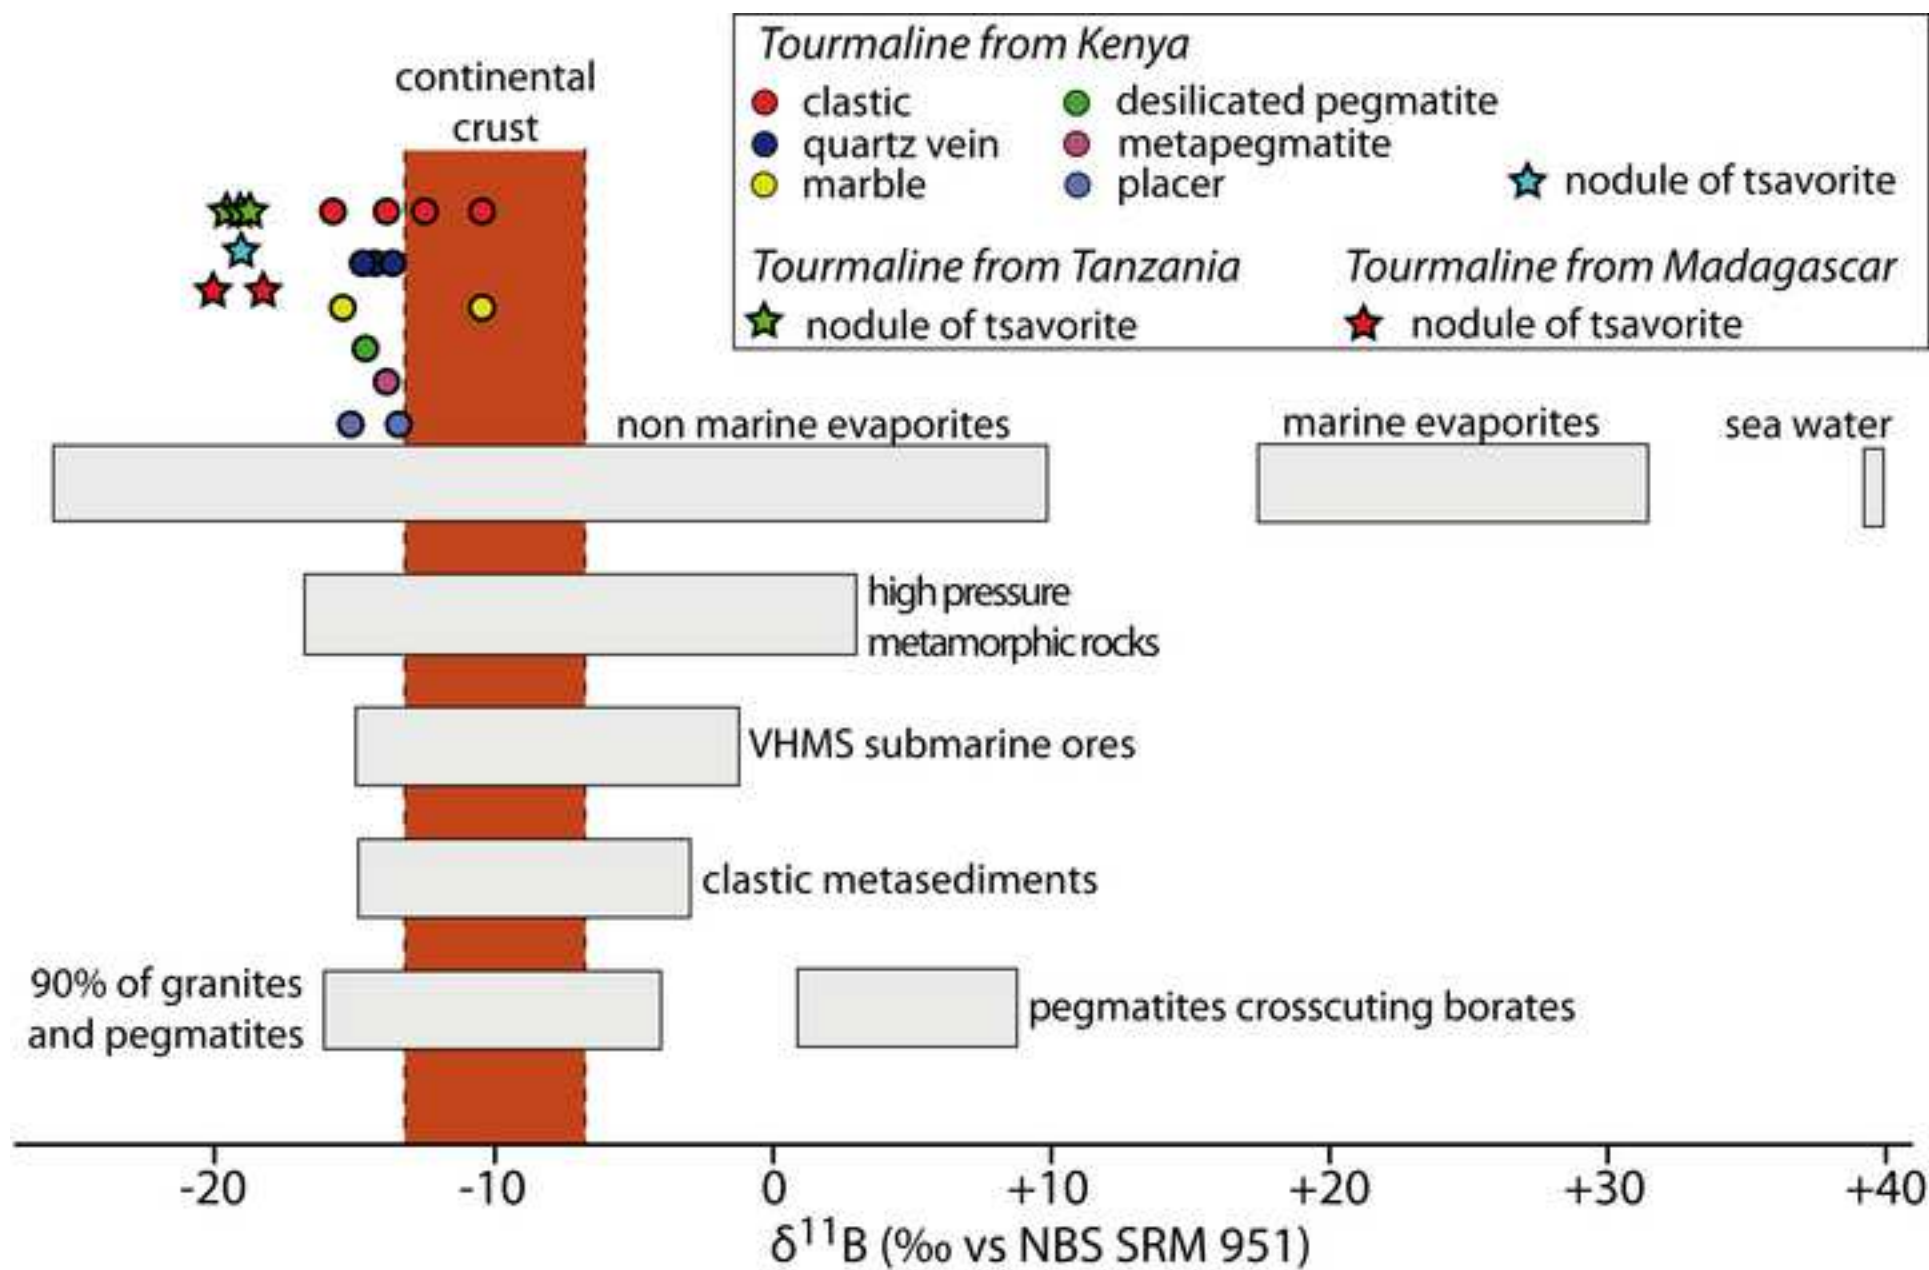 continental
crust
Tourmaline from Kenya
clastic
desilicated pegmatite
quartz vein
metapegmatite
marble
placer
nodule of tsavorite
Tourmaline from Tanzania
Tourmaline from Madagascar
nodule of tsavorite
nodule of tsavorite
non marine evaporites
marine evaporites
sea water
high pressure
metamorphic rocks
VHMS submarine ores
clastic metasediments
90% of granites
and pegmatites
pegmatites crosscuting borates
-20 -10 0 +10 +20 +30 +40
δ¹¹B (‰ vs NBS SRM 951)